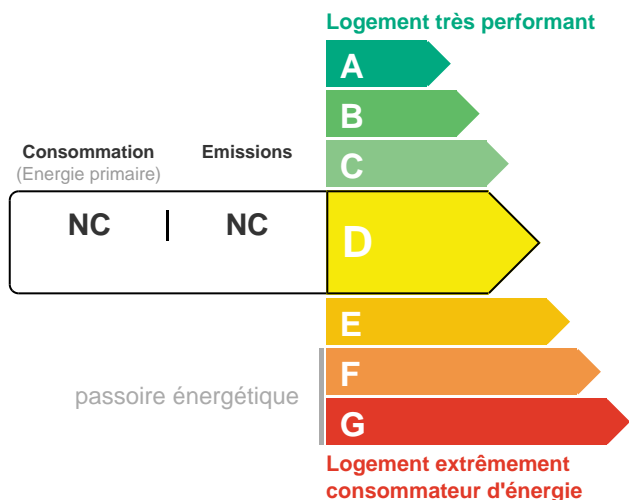 Logement très performant
A
B
Consommation Emissions
(Energie primaire)
C
NC | NC
D
E
F
passoire énergétique
G
Logement extrêmement
consommateur d'énergie